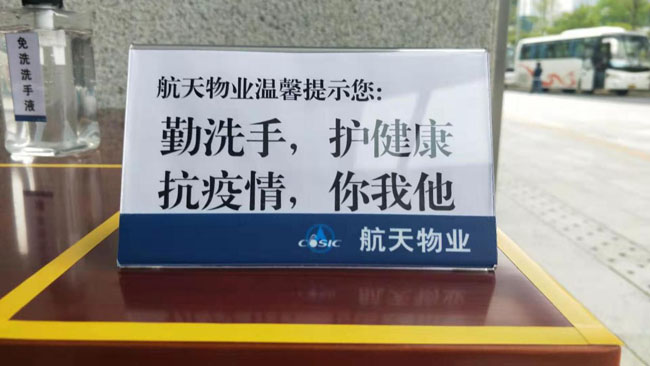 免洗洗手液
航天物业温馨提示您：
勤洗手，护健康
抗疫情，你我他
COSIC 航天物业